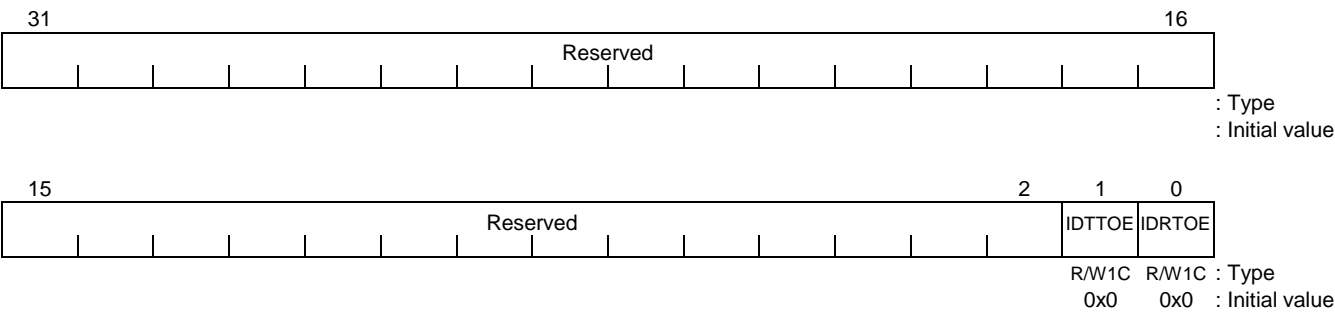 31 16
Reserved
: Type
: Initial value
15 2 1 0
Reserved IDTTOE IDRTOE
R/W1C R/W1C : Type
0x0 0x0 : Initial value